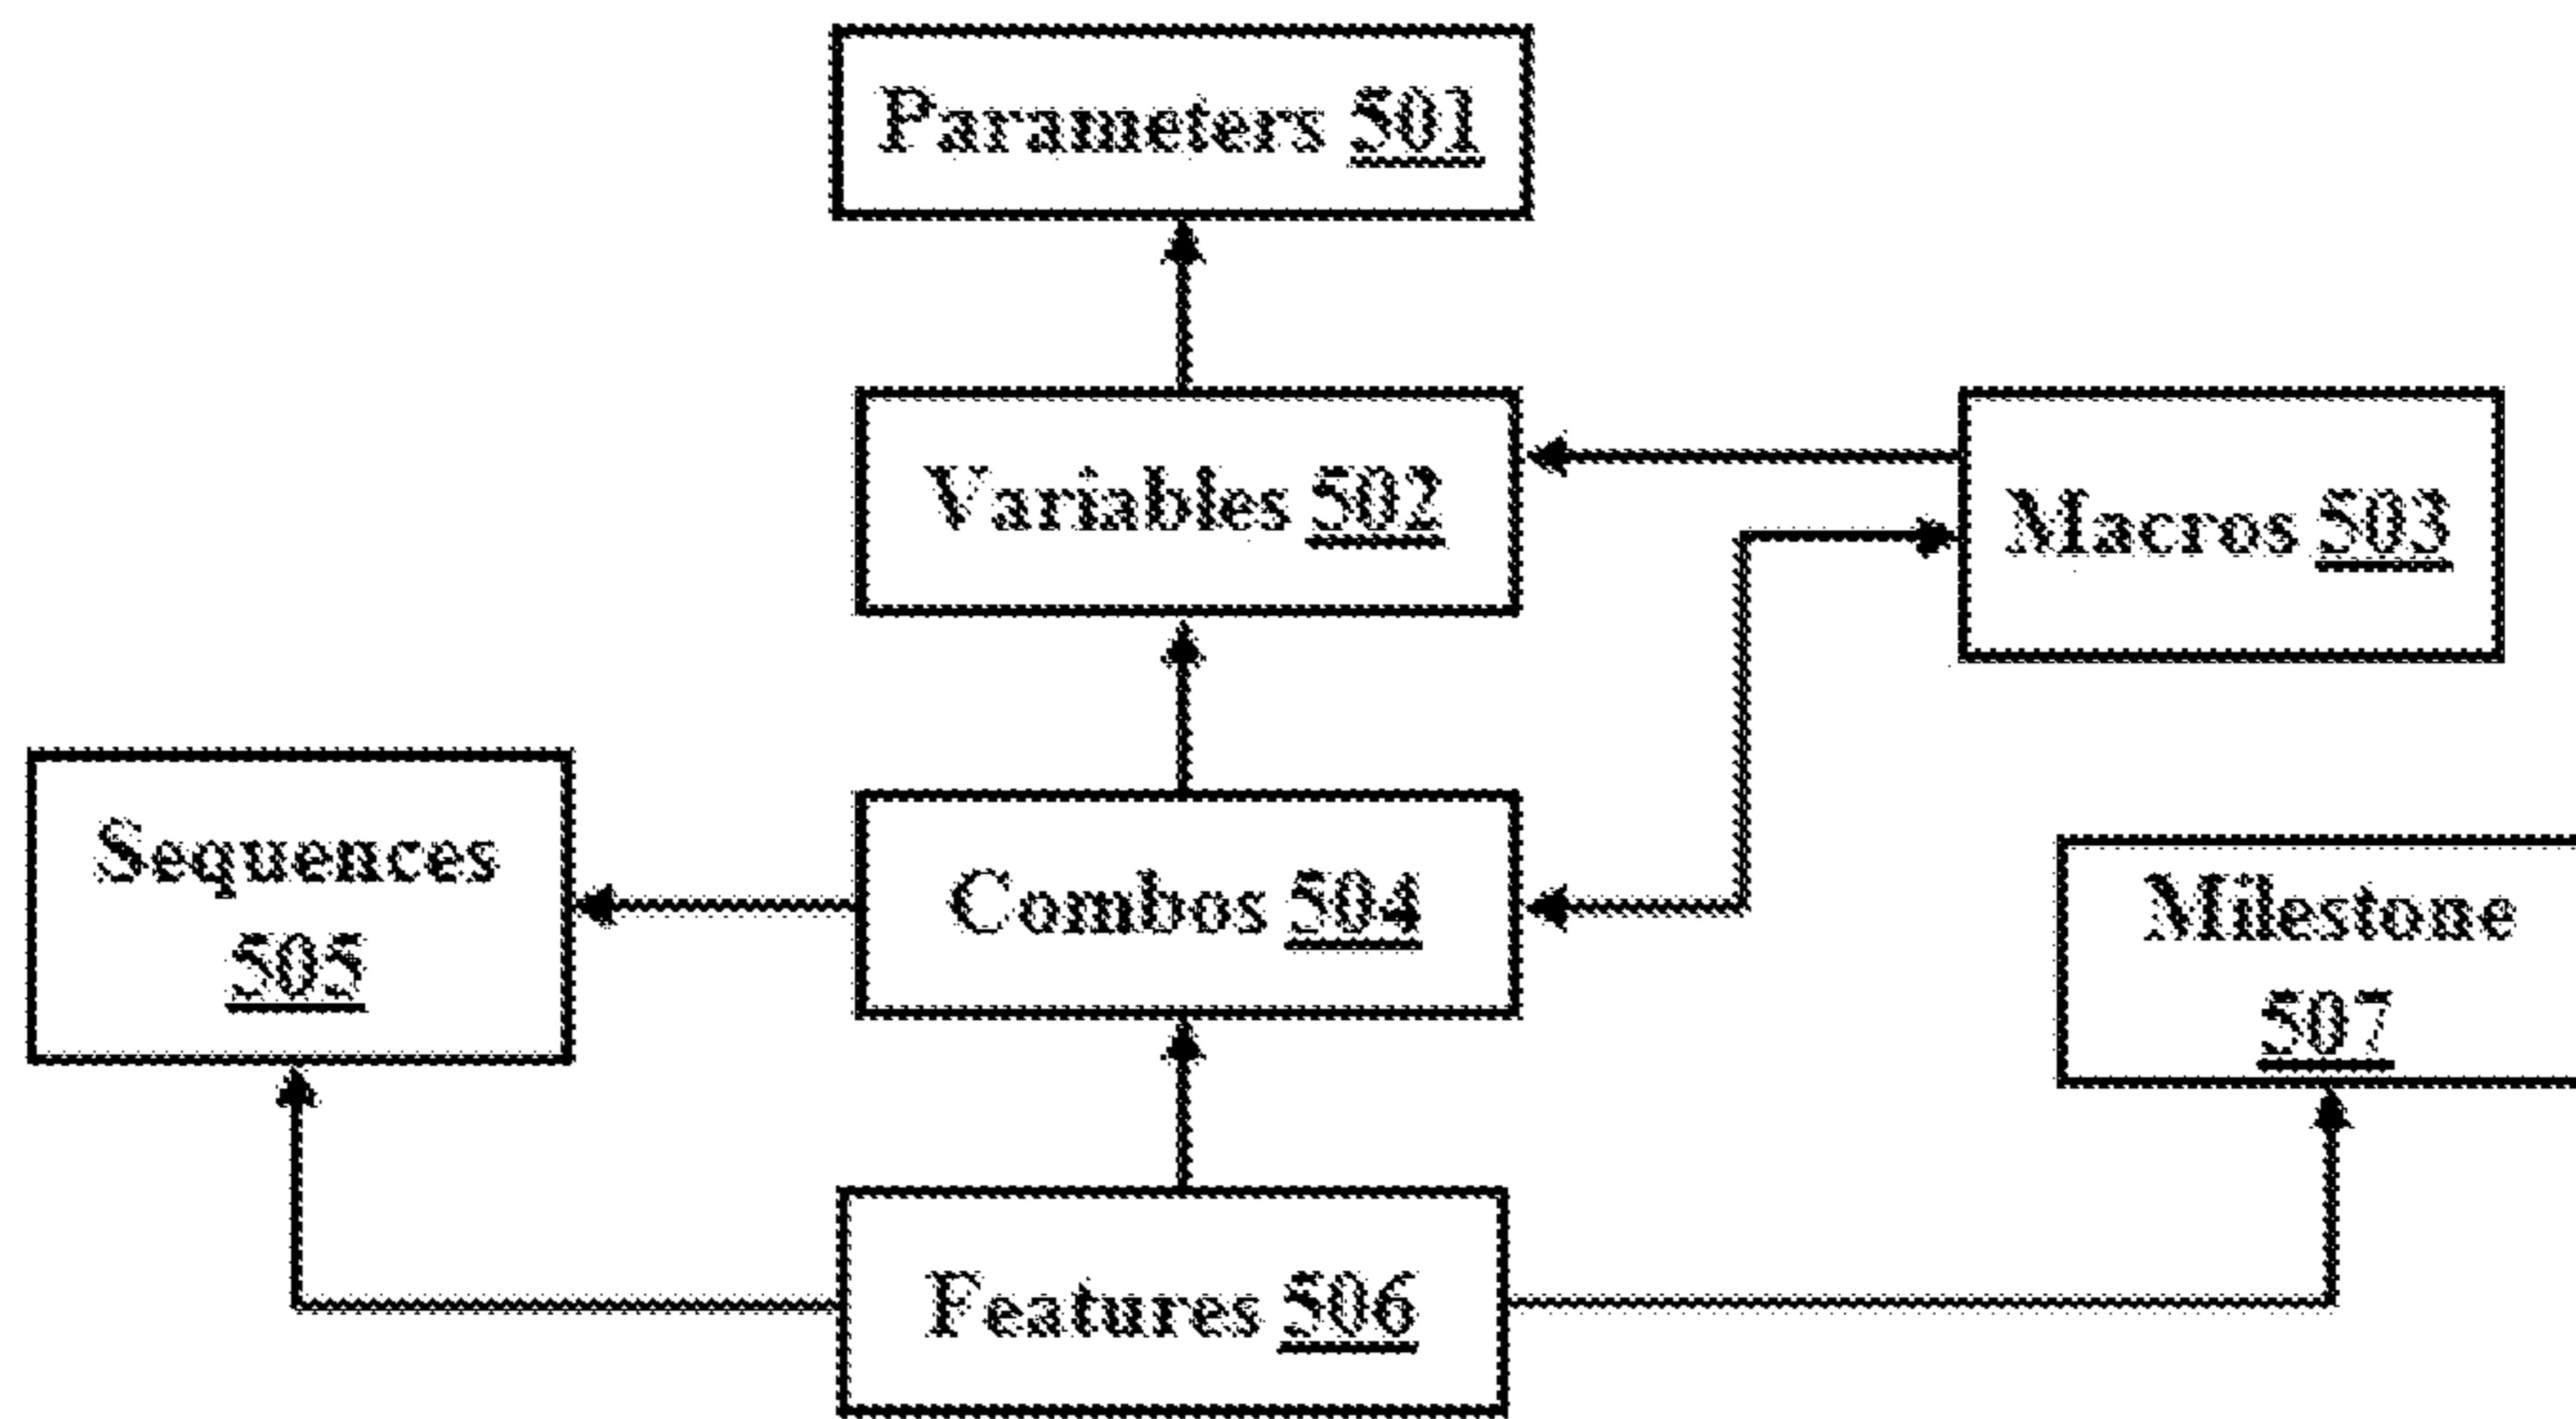 Parameters 501
Variables 502
Macros 503
Sequences
505
Combos 504
Milestone
507
Features 506